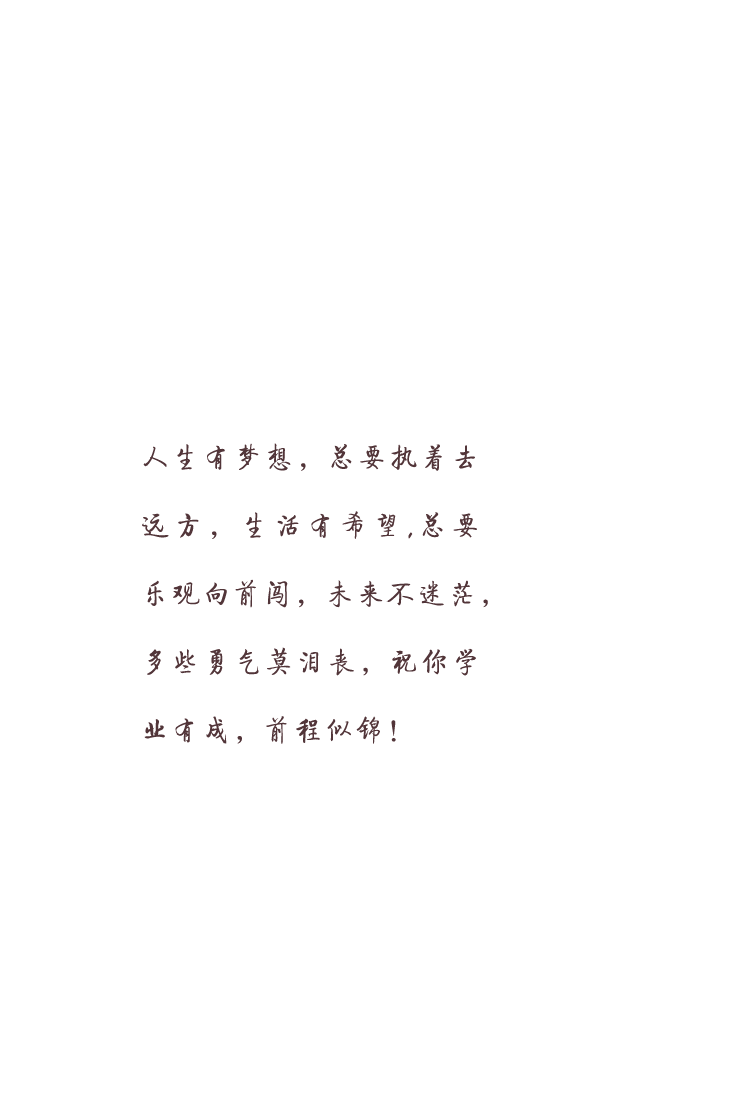 人生有梦想，总要执着去
远方，生活有希望,总要
乐观向前闯，未来不迷茫，
多些勇气莫泪丧，祝你学
业有成，前程似锦！